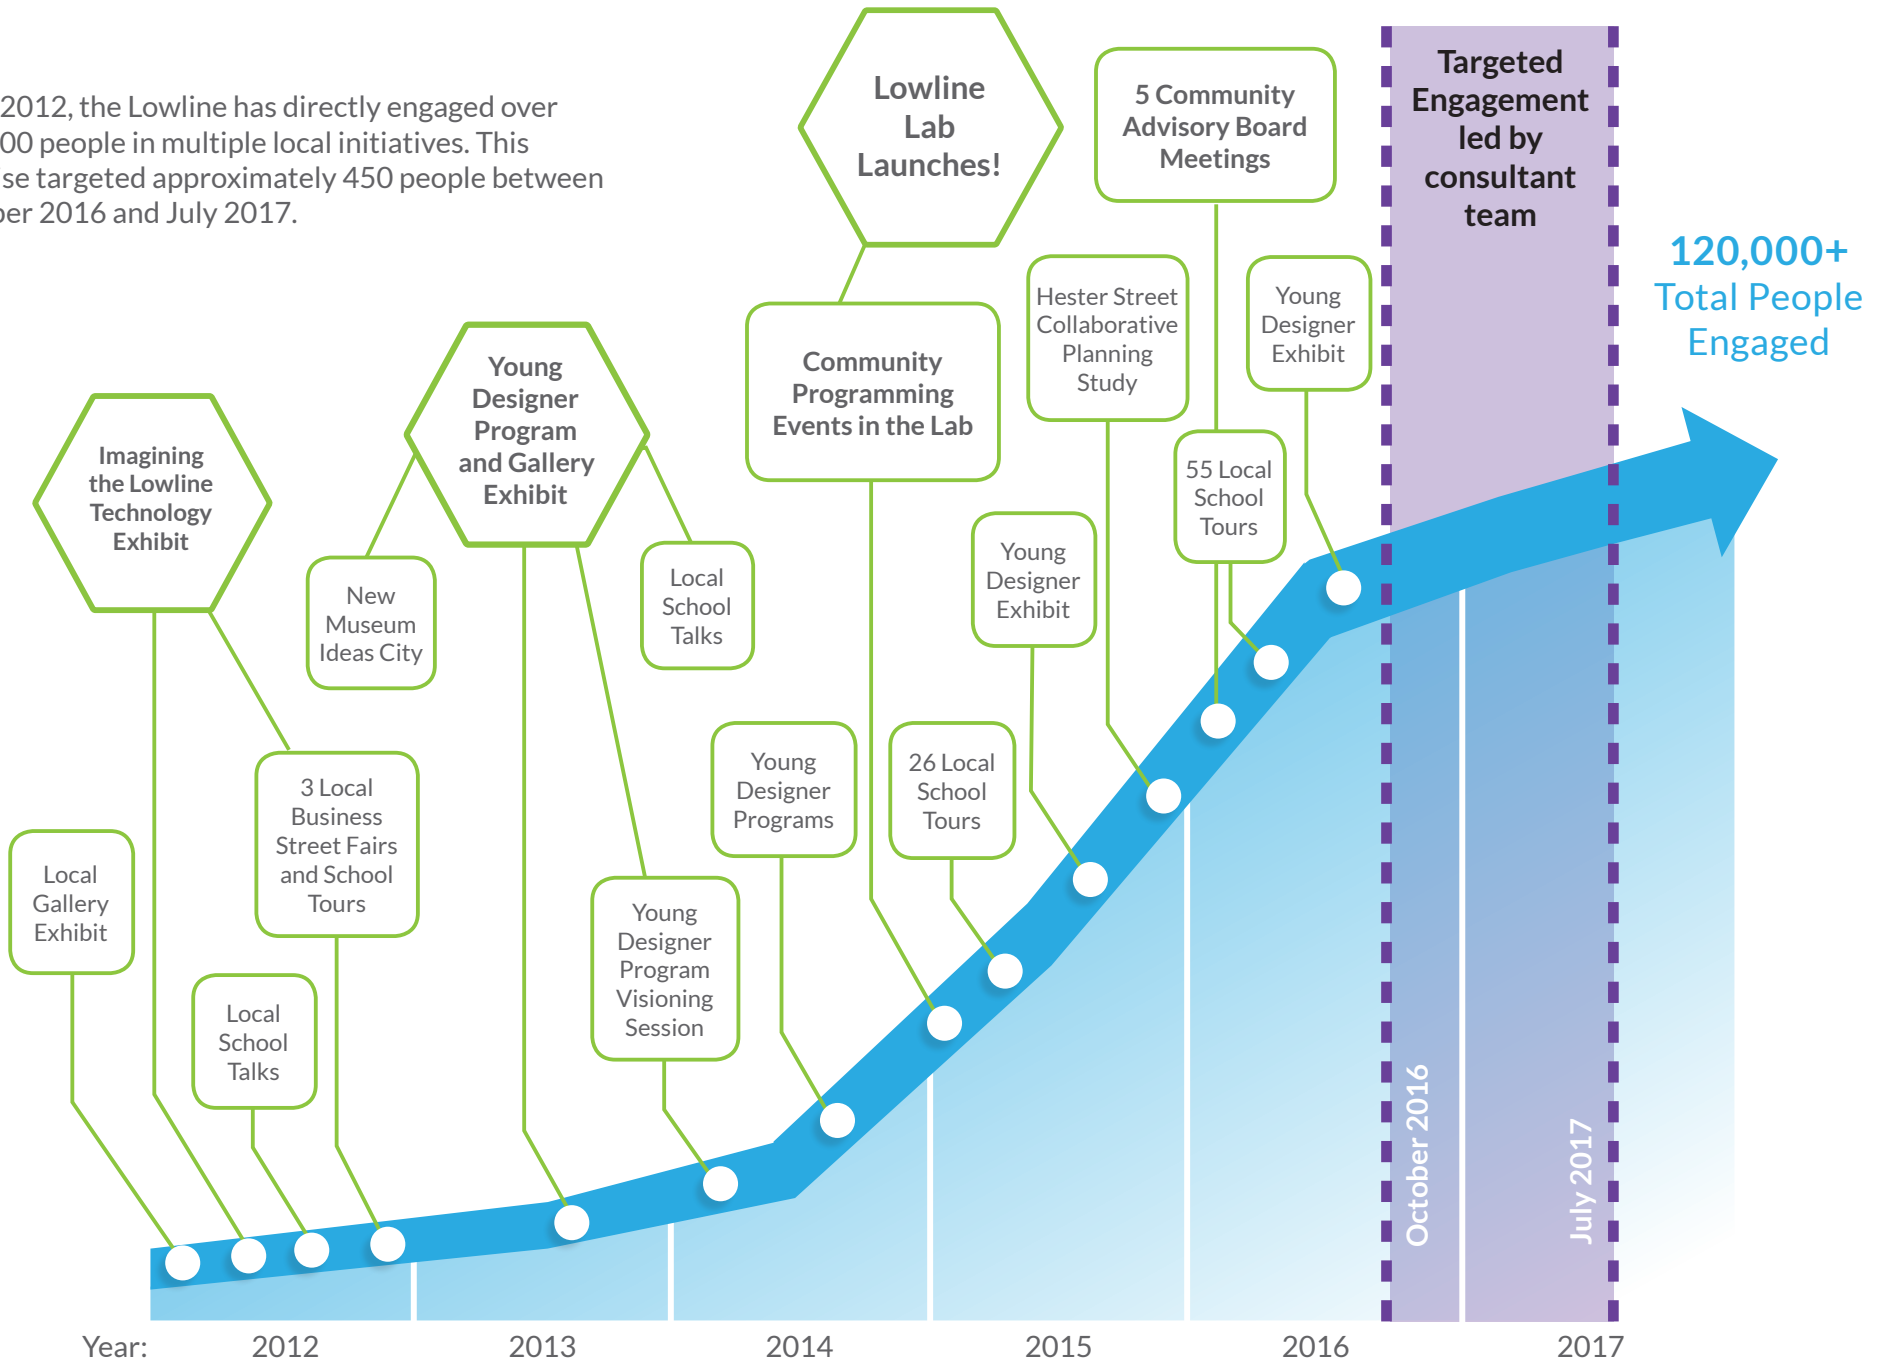 2012, the Lowline has directly engaged over
00 people in multiple local initiatives. This
se targeted approximately 450 people between
er 2016 and July 2017.
Lowline
Lab
Launches!
5 Community
Advisory Board
Meetings
Targeted
Engagement
led by
consultant
team
120,000+
Total People
Engaged
Hester Street
Collaborative
Planning
Study
Young
Designer
Exhibit
Community
Programming
Events in the Lab
Young
Designer
Program
and Gallery
Exhibit
Imagining
the Lowline
Technology
Exhibit
55 Local
School
Tours
Young
Designer
Exhibit
New
Museum
Ideas City
Local
School
Talks
3 Local
Business
Street Fairs
and School
Tours
Young
Designer
Programs
26 Local
School
Tours
Local
Gallery
Exhibit
Young
Designer
Program
Visioning
Session
Local
School
Talks
October 2016
July 2017
Year: 2012 2013 2014 2015 2016 2017